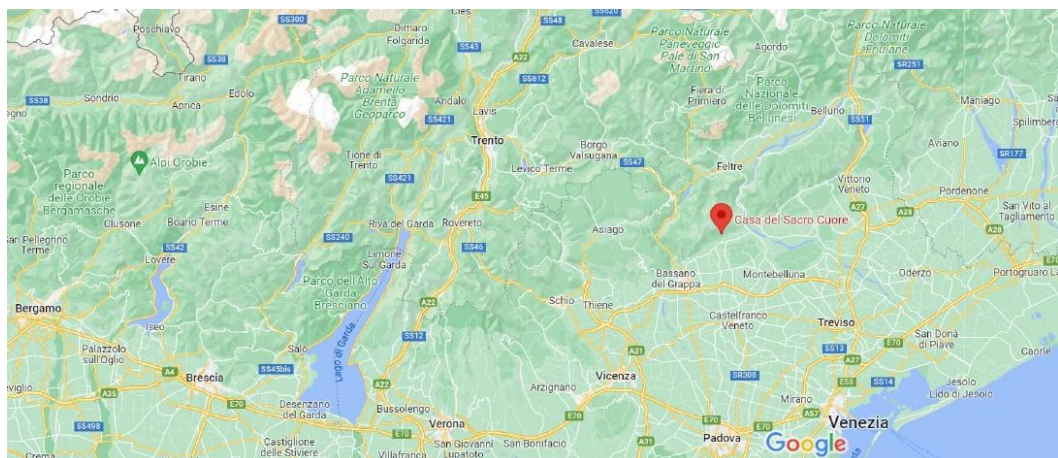 Poschiavo
SS300
Dimaro
Folgarida
Cles
SS43
SS620
SS48
Cavalese
Parco Naturale
Paneveggio
Pale di San
Martino
Agordo
Parco Naturale
Dolomiti
Friulane
SR251
SS38
Tirano
SS38
Sondrio
Aprica
Edolo
Parco Naturale
Adamello
Brenta
Geoparco
Andalo
A22
SS612
Lavis
SS421
Fiera di
Primiero
Parco
Nazionale
delle Dolomiti
Bellunesi
Belluno
SS51
Maniago
Spilimberg
Aviano
SR177
Alpi Orobie
Parco
regionale
delle Orobie
Bergamasche
Trento
Tione di
Trento
SS421
Levico Terme
Borgo
Valsugana
SS47
Feltre
Vittorio
Veneto
Pordenone
Esine
Boario Terme
Clusone
E45
Riva del Garda
Rovereto
Casa del Sacro Cuore
A27
A28
San Vito al
Tagliamento
A28
San Pellegrino
Terme
SS42
Lovere
SS240
Limone
Sul Garda
SS46
Asiago
E70
Parco dell'Alto
Garda
Bresciano
A22
Bassano
del Grappa
Montebelluna
Oderzo
Portogruaro
Bergamo
Iseo
Schio
Thiene
Castelfranco
Veneto
Treviso
E70
San Donà
di Piave
Caorle
Palazzolo
sull'Oglio
Salò
SS45bis
Lago di Garda
SS12
A4
Brescia
A22
A31
SS13
A27
A35
E70
Desenzano
del Garda
Bussolengo
Arzignano
Vicenza
SR308
E55
SS14
Jesolo
Lido di Jesolo
Mirano
A57
SS498
Castiglione
delle Stiviere
E70
Verona
E70
Venezia
Crema
Villafranca
San Giovanni
Lupatoto
San Bonifacio
A31
Padova
E70
Google